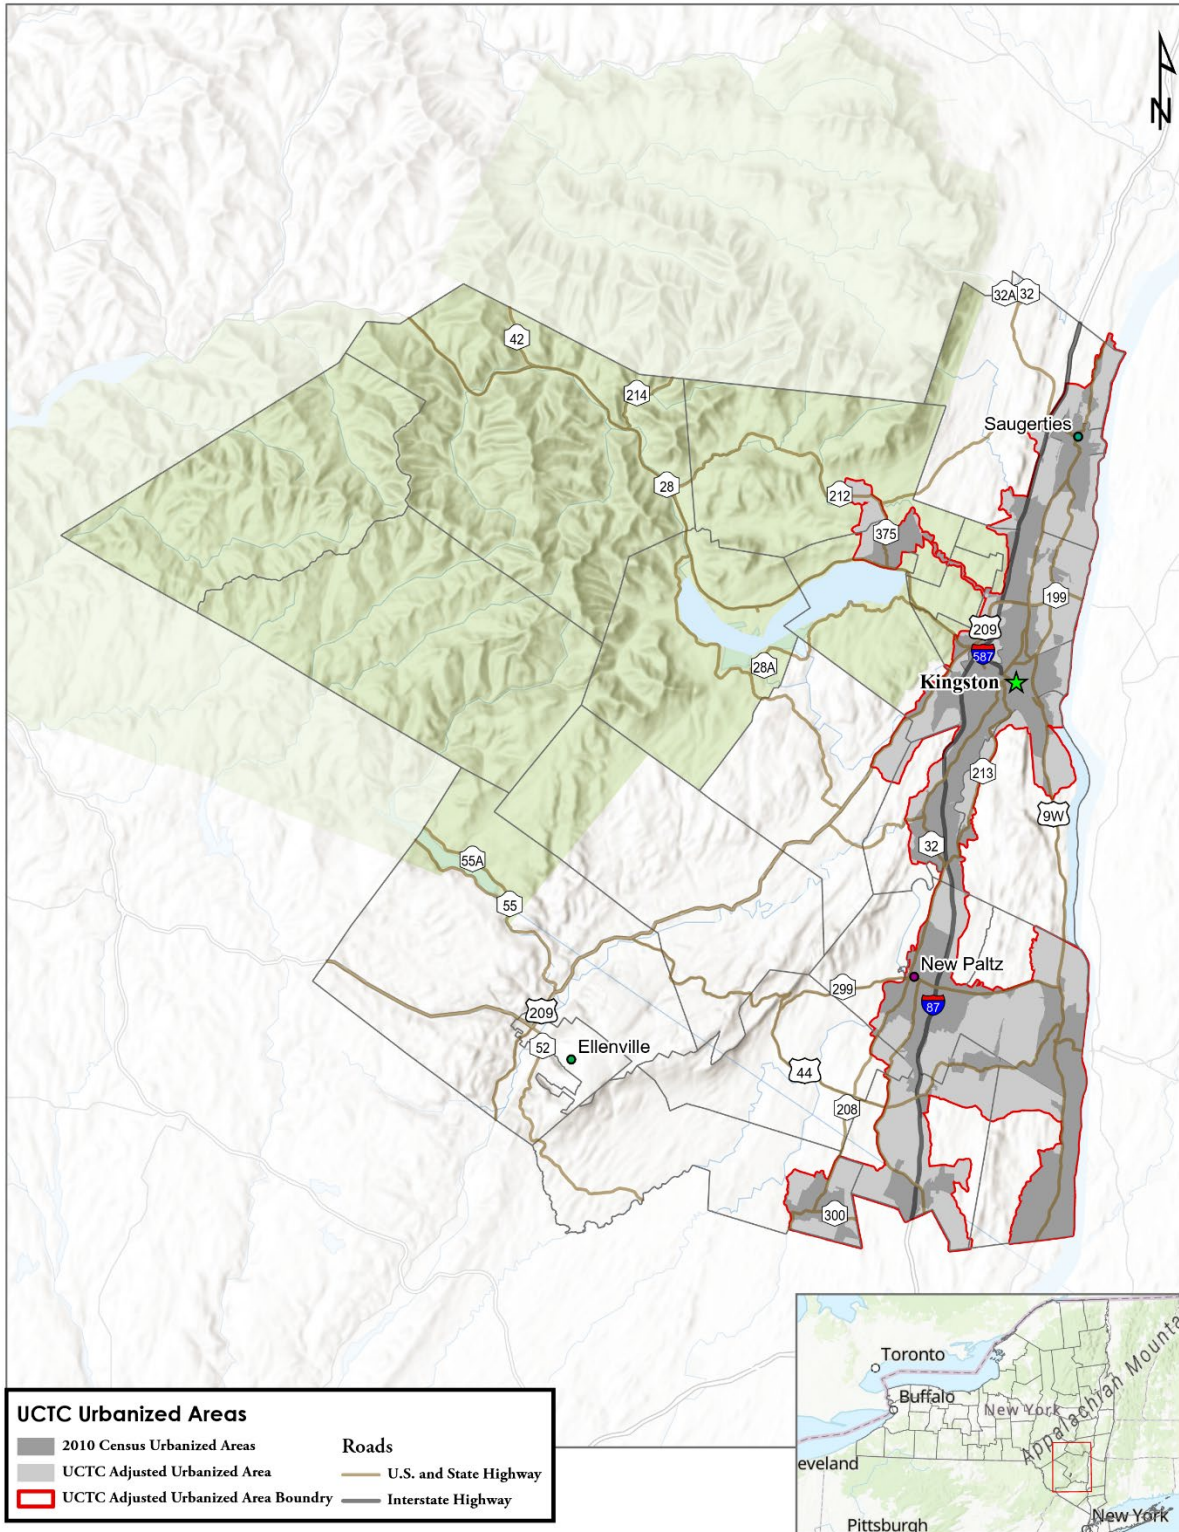 N
32A
32
42
214
Saugerties
28
212
375
199
209
587
28A
Kingston
213
9W
32
55A
55
New Paltz
299
87
209
52
Ellenville
44
208
300
UCTC Urbanized Areas
2010 Census Urbanized Areas
UCTC Adjusted Urbanized Area
UCTC Adjusted Urbanized Area Boundry
Roads
U.S. and State Highway
Interstate Highway
Toronto
Buffalo
New York
Appalachian Mounta
eveland
New York
Pittsburgh